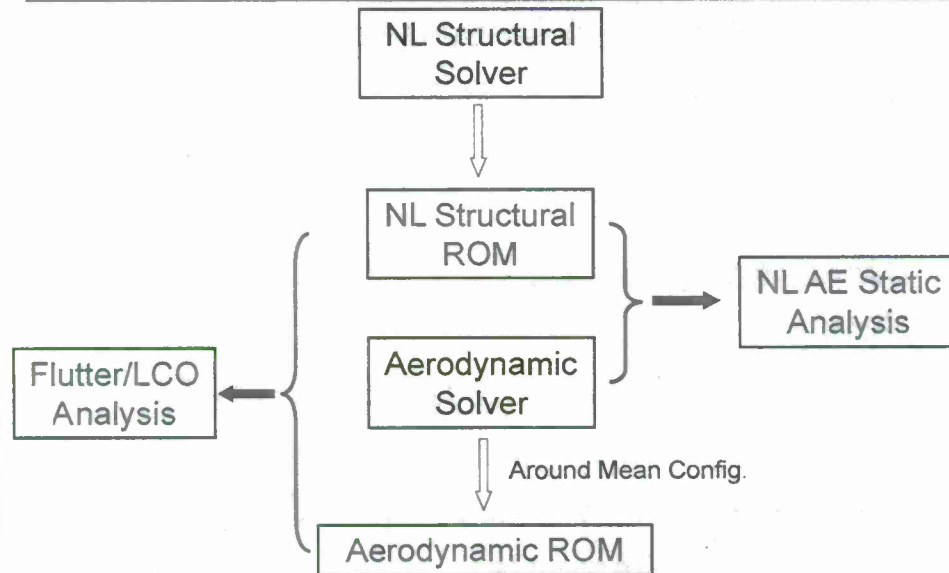 NL Structural
Solver
NL Structural
ROM
NL AE Static
Analysis
Aerodynamic
Solver
Flutter/LCO
Analysis
Around Mean Config.
Aerodynamic ROM